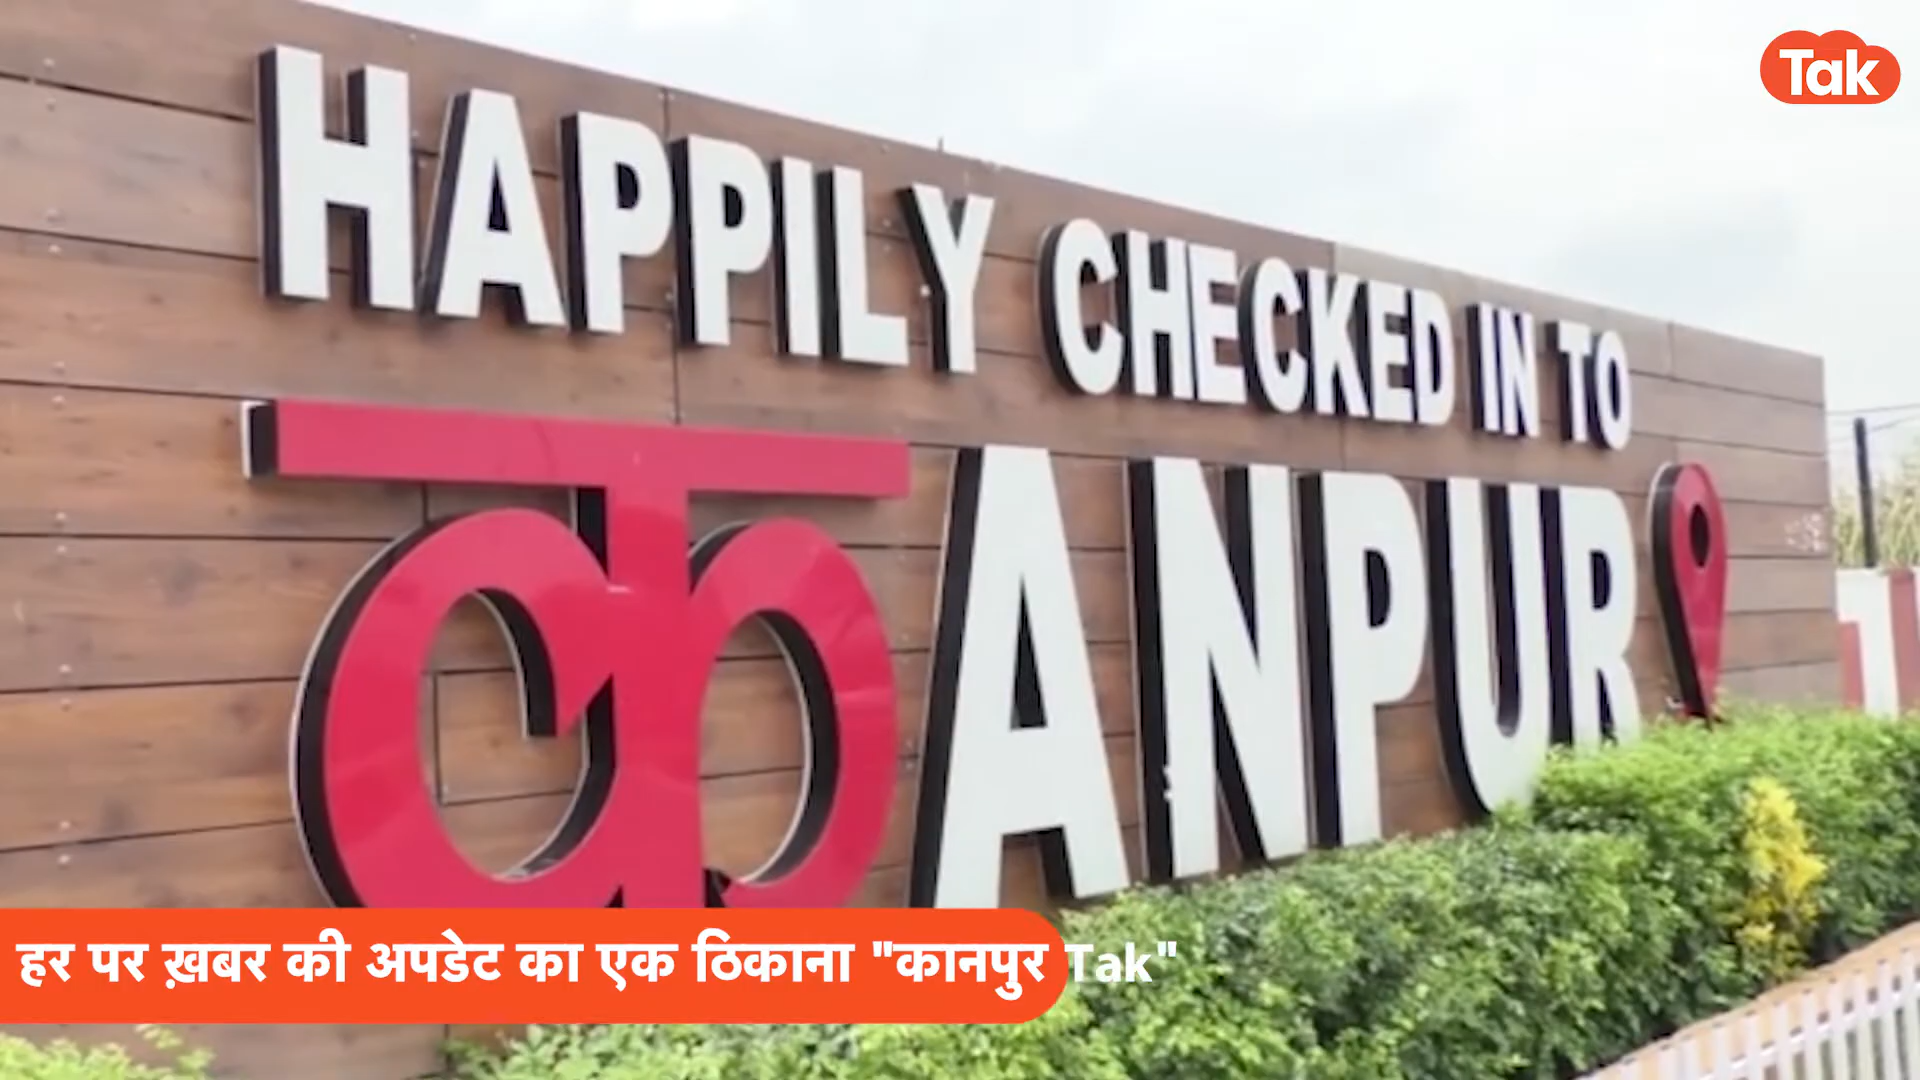 Tak
HAPPILY CHECKED IN TO
कANPUR
हर पर ख़बर की अपडेट का एक ठिकाना "कानपुर Tak"